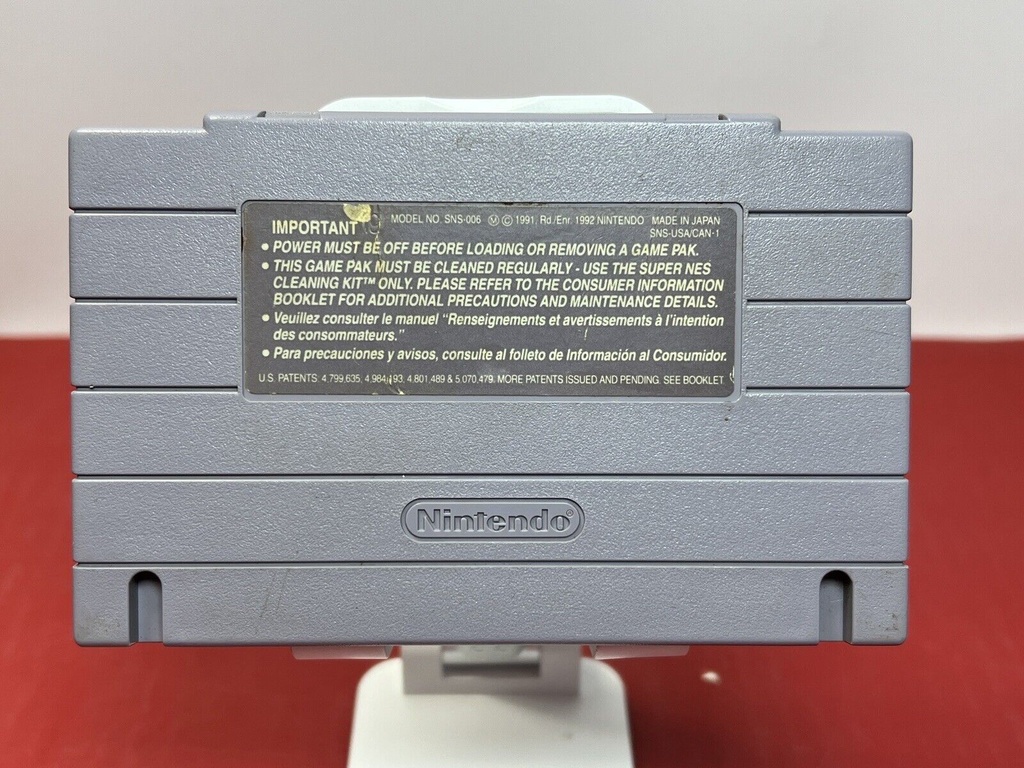 IMPORTANT MODEL NO. SNS-006 Ⓜ © 1991, Rd./Enr. 1992 NINTENDO MADE IN JAPAN
SNS-USA/CAN-1
• POWER MUST BE OFF BEFORE LOADING OR REMOVING A GAME PAK.
• THIS GAME PAK MUST BE CLEANED REGULARLY - USE THE SUPER NES
CLEANING KIT™ ONLY. PLEASE REFER TO THE CONSUMER INFORMATION
BOOKLET FOR ADDITIONAL PRECAUTIONS AND MAINTENANCE DETAILS.
• Veuillez consulter le manuel "Renseignements et avertissements à l'intention
des consommateurs."
• Para precauciones y avisos, consulte al folleto de Información al Consumidor.
U.S. PATENTS: 4,799,635, 4,984,193, 4,801,489 & 5,070,479. MORE PATENTS ISSUED AND PENDING. SEE BOOKLET
Nintendo®